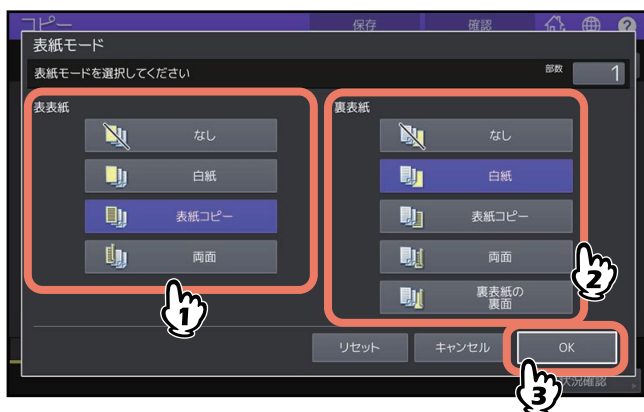 コピー
保存
確認
?
表紙モード
表紙モードを選択してください
部数
1
表表紙
なし
白紙
表紙コピー
両面
1
裏表紙
なし
白紙
表紙コピー
両面
裏表紙の
裏面
2
リセット
キャンセル
OK
3
状況確認